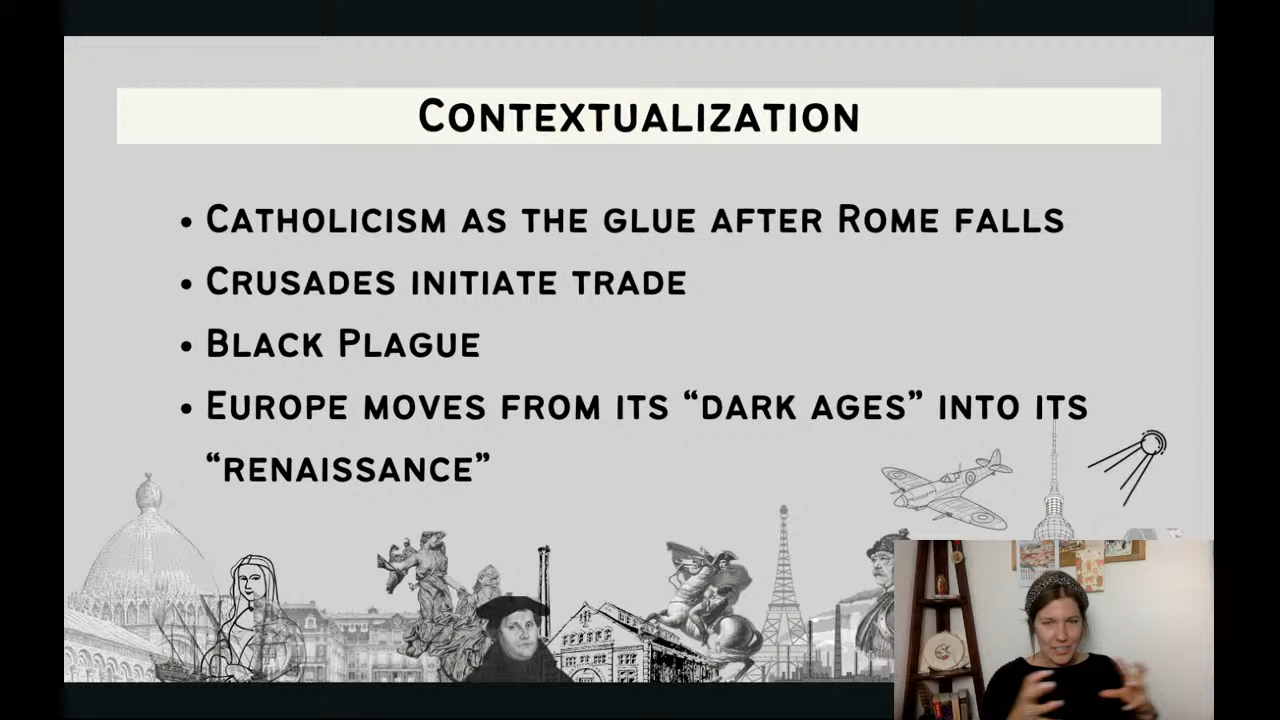 Contextualization
• Catholicism as the glue after Rome falls
• Crusades initiate trade
• Black Plague
• Europe moves from its “dark ages” into its
“renaissance”